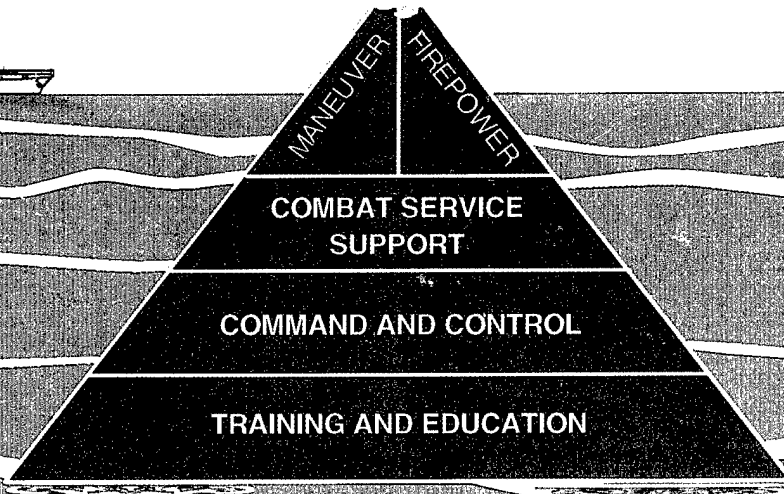 MANEUVER
FIREPOWER
COMBAT SERVICE
SUPPORT
COMMAND AND CONTROL
TRAINING AND EDUCATION